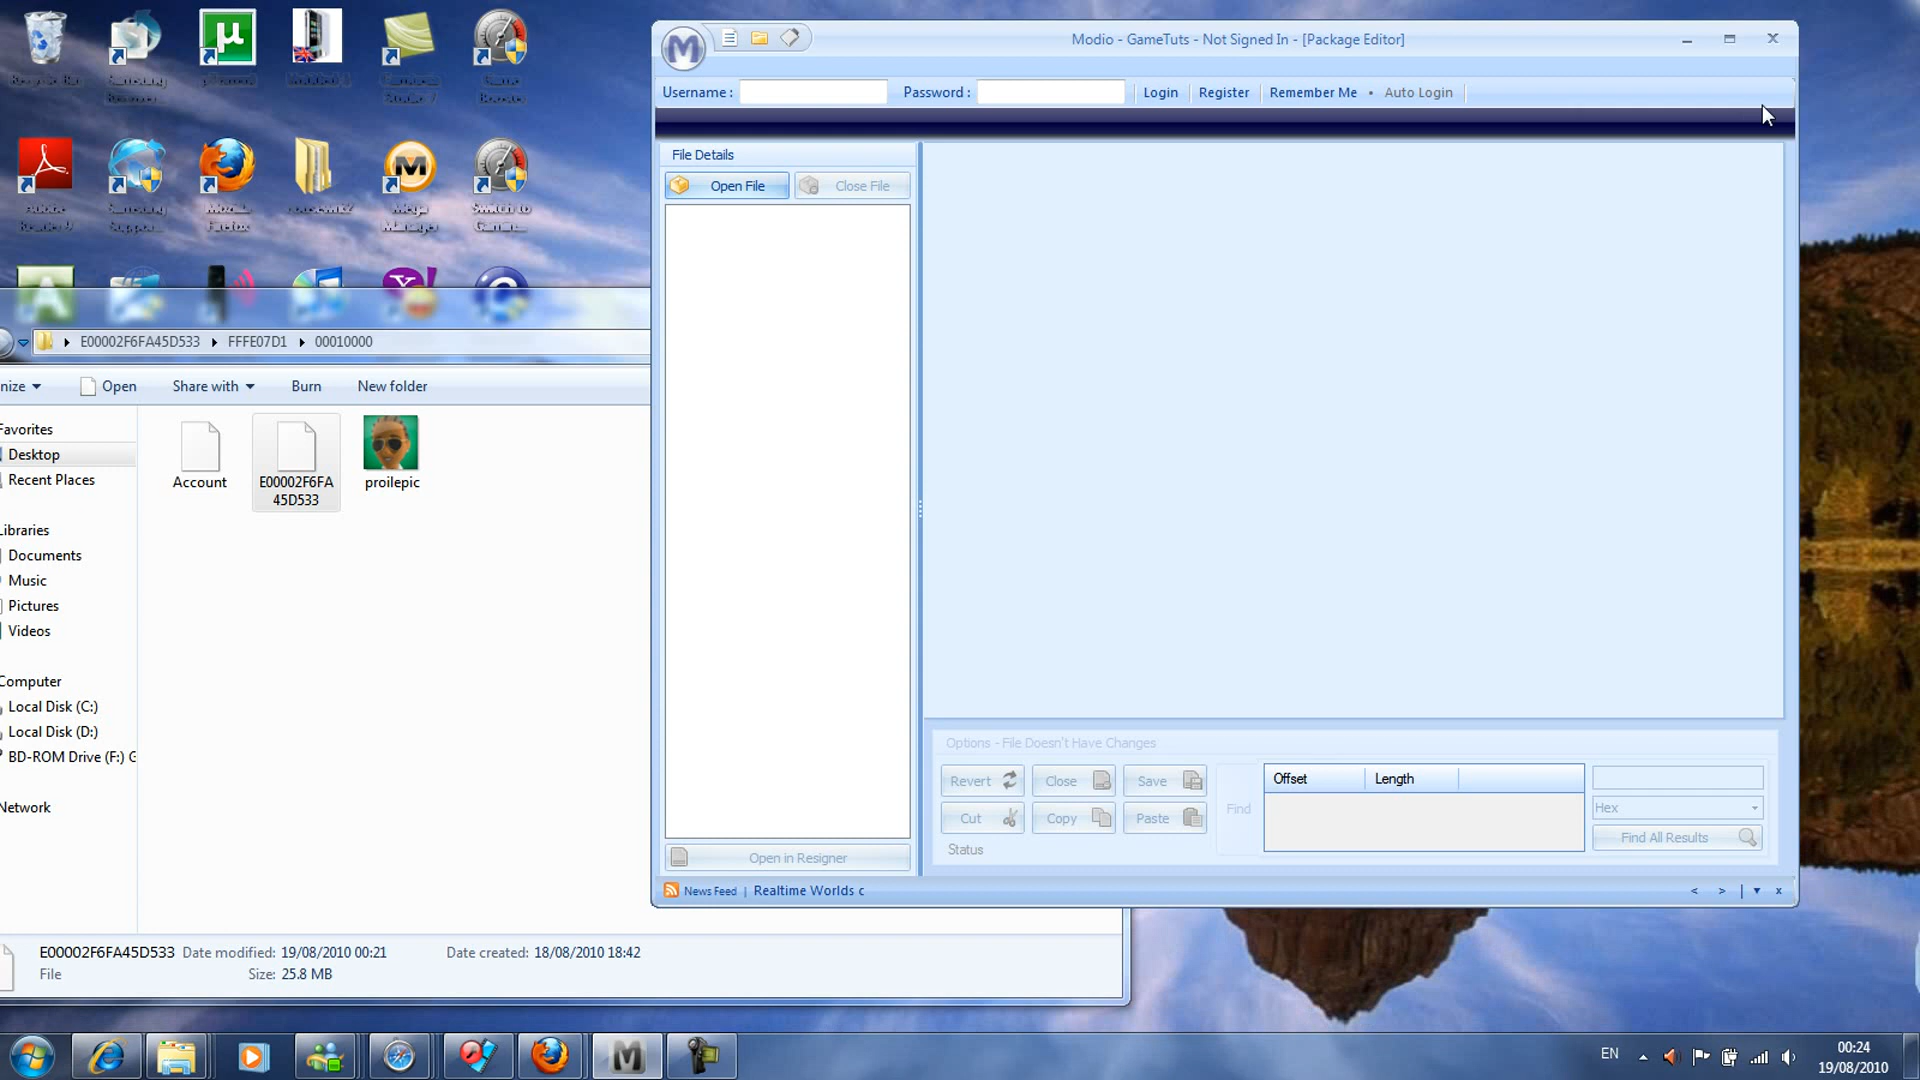 Modio - GameTuts - Not Signed In - [Package Editor]
Username :
Password :
Login
Register
Remember Me
•
Auto Login
File Details
Open File
Close File
E00002F6FA45D533
FFFE07D1
00010000
nize
Open
Share with
Burn
New folder
Favorites
Desktop
Recent Places
Libraries
Documents
Music
Pictures
Videos
Computer
Local Disk (C:)
Local Disk (D:)
BD-ROM Drive (F:) G
Network
Account
E00002F6FA
45D533
proilepic
Options - File Doesn't Have Changes
Revert
Close
Save
Cut
Copy
Paste
Status
Find
Offset
Length
Hex
Find All Results
Open in Resigner
News Feed | Realtime Worlds c
< > | x
E00002F6FA45D533 Date modified: 19/08/2010 00:21 Date created: 18/08/2010 18:42
File Size: 25.8 MB
EN
00:24
19/08/2010